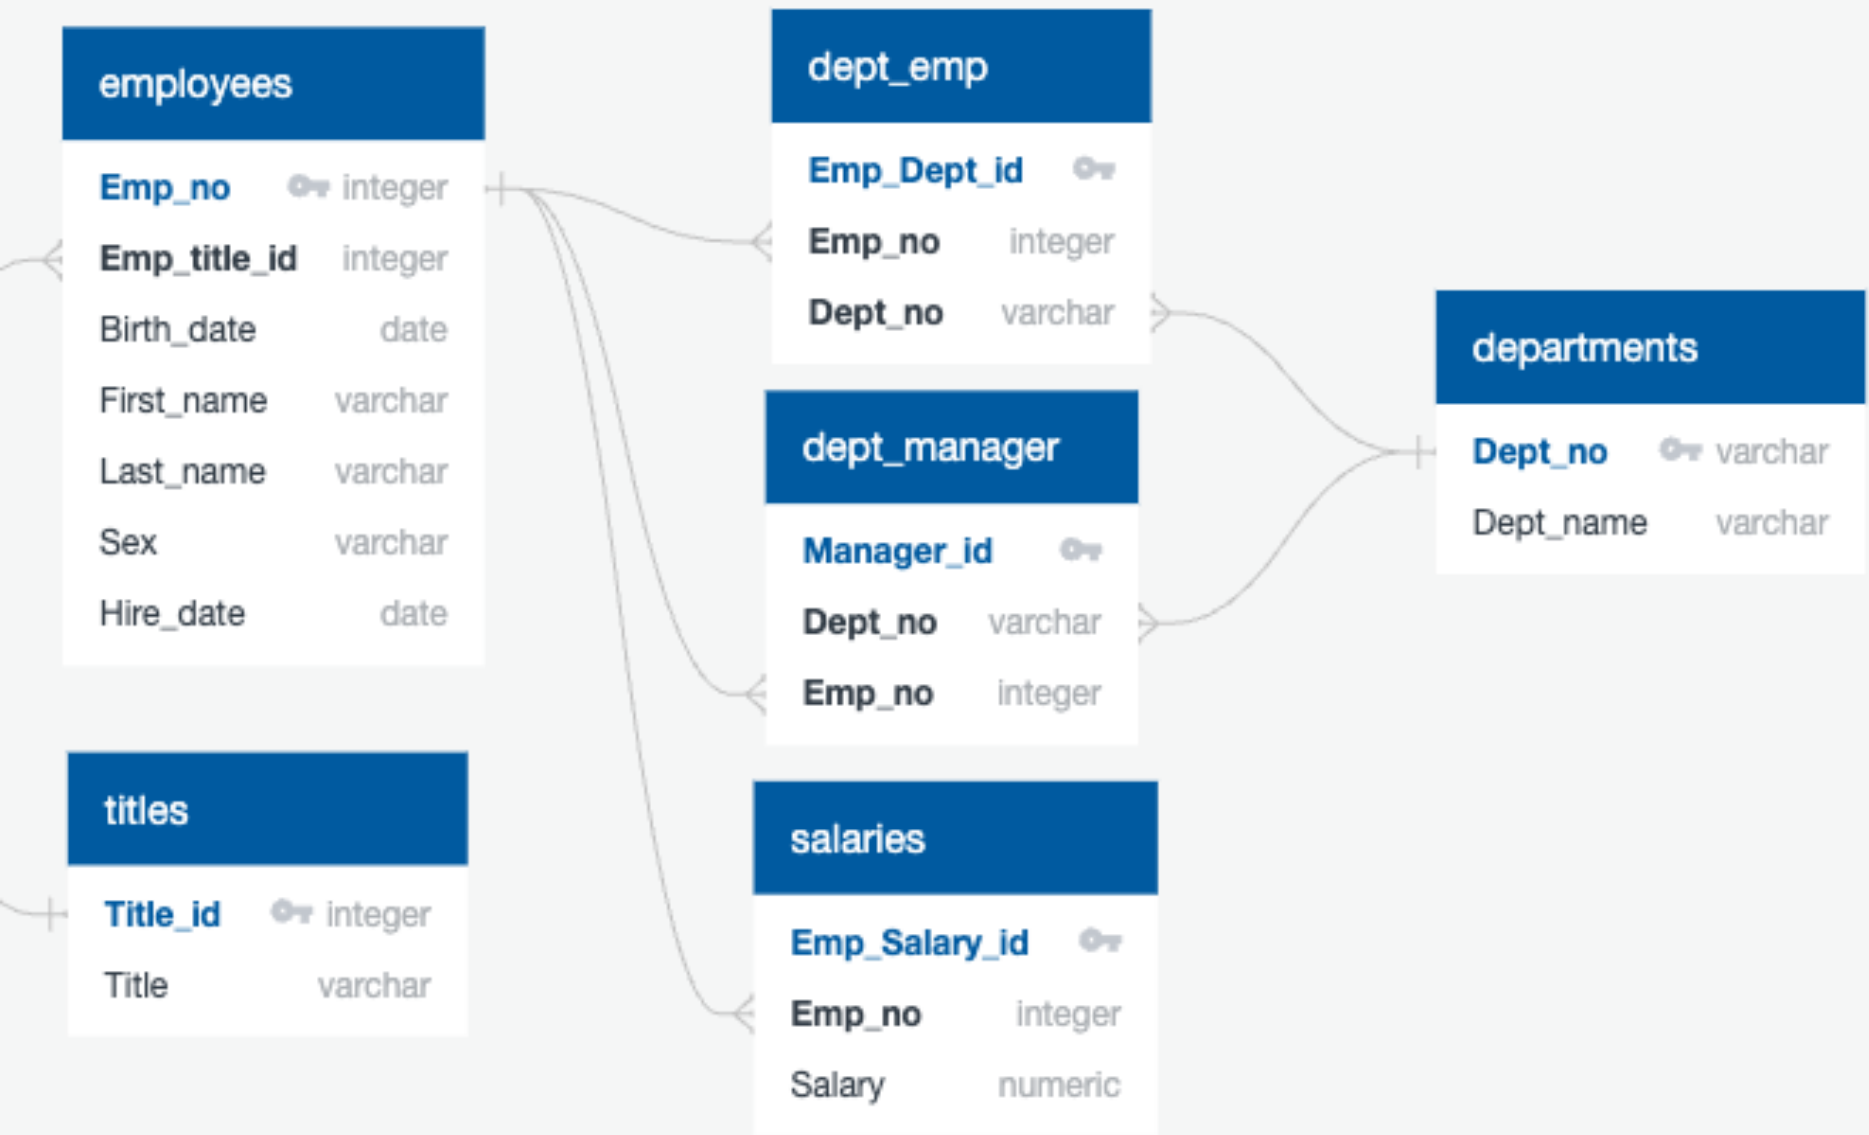 employees
Emp_no integer
Emp_title_id integer
Birth_date date
First_name varchar
Last_name varchar
Sex varchar
Hire_date date
titles
Title_id integer
Title varchar
dept_emp
Emp_Dept_id
Emp_no integer
Dept_no varchar
dept_manager
Manager_id
Dept_no varchar
Emp_no integer
salaries
Emp_Salary_id
Emp_no integer
Salary numeric
departments
Dept_no varchar
Dept_name varchar